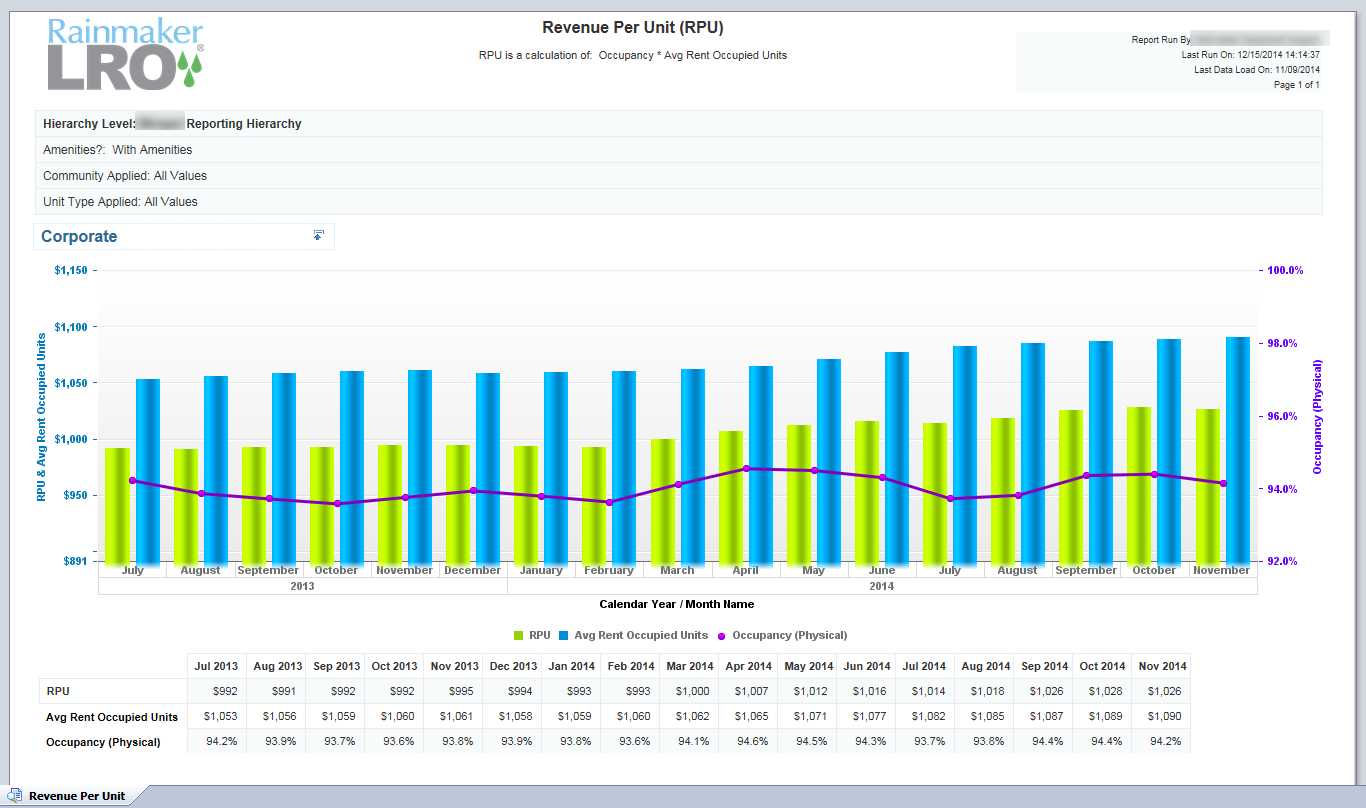 Rainmaker
LRO®
Revenue Per Unit (RPU)
RPU is a calculation of: Occupancy * Avg Rent Occupied Units
Report Run By
Last Run On: 12/15/2014 14:14:37
Last Data Load On: 11/09/2014
Page 1 of 1
Hierarchy Level: Reporting Hierarchy
Amenities?: With Amenities
Community Applied: All Values
Unit Type Applied: All Values
Corporate
RPU & Avg Rent Occupied Units
$1,150
$1,100
$1,050
$1,000
$950
$891
100.0%
98.0%
96.0%
94.0%
92.0%
Occupancy (Physical)
July August September October November December January February March April May June July August September October November
2013 2014
Calendar Year / Month Name
RPU Avg Rent Occupied Units Occupancy (Physical)
Jul 2013 Aug 2013 Sep 2013 Oct 2013 Nov 2013 Dec 2013 Jan 2014 Feb 2014 Mar 2014 Apr 2014 May 2014 Jun 2014 Jul 2014 Aug 2014 Sep 2014 Oct 2014 Nov 2014
RPU $992 $991 $992 $992 $995 $994 $993 $993 $1,000 $1,007 $1,012 $1,016 $1,014 $1,018 $1,026 $1,028 $1,026
Avg Rent Occupied Units $1,053 $1,056 $1,059 $1,060 $1,061 $1,058 $1,059 $1,060 $1,062 $1,065 $1,071 $1,077 $1,082 $1,085 $1,087 $1,089 $1,090
Occupancy (Physical) 94.2% 93.9% 93.7% 93.6% 93.8% 93.9% 93.8% 93.6% 94.1% 94.6% 94.5% 94.3% 93.7% 93.8% 94.4% 94.4% 94.2%
Revenue Per Unit